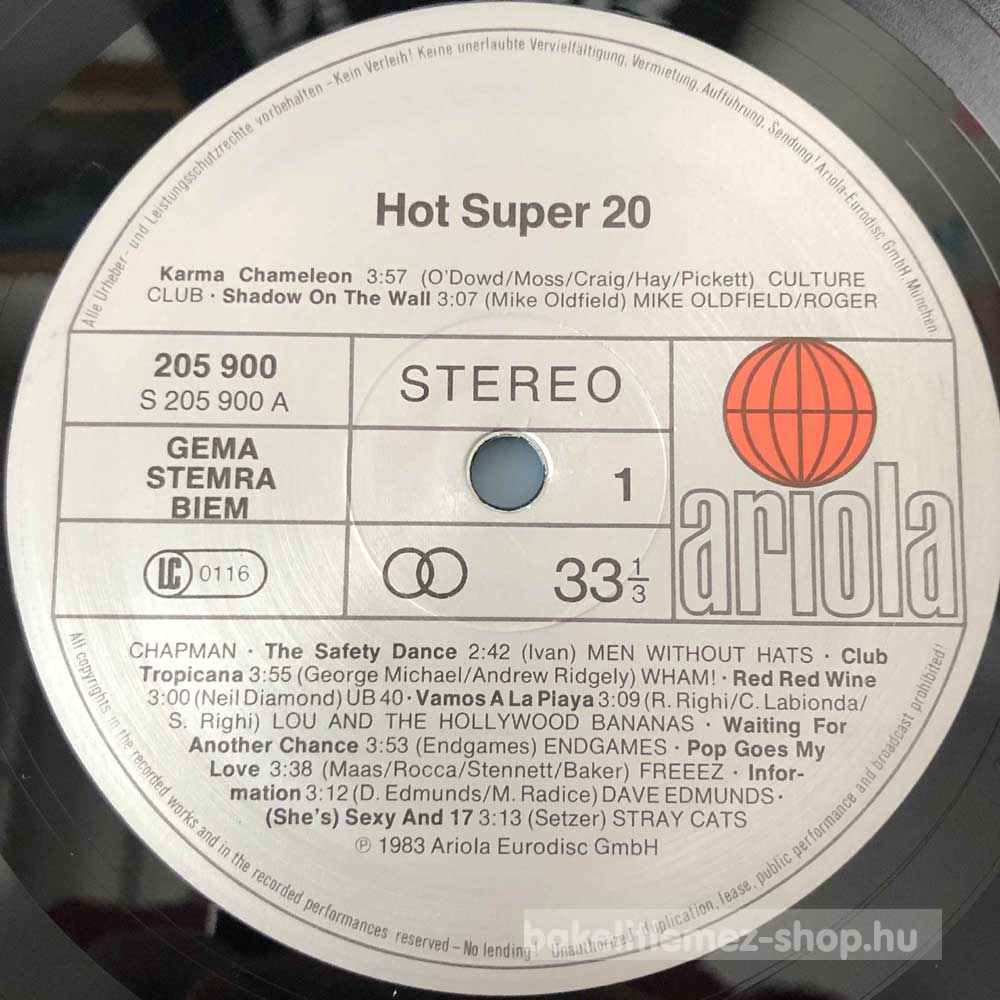 Alle Urheber- und Leistungsschutzrechte vorbehalten – Kein Verleih! Keine unerlaubte Vervielfältigung, Vermietung, Aufführung, Sendung! Ariola-Eurodisc GmbH, München.
Hot Super 20
Karma Chameleon 3:57 (O'Dowd/Moss/Craig/Hay/Pickett) CULTURE
CLUB · Shadow On The Wall 3:07 (Mike Oldfield) MIKE OLDFIELD/ROGER
205 900
S 205 900 A
STEREO
GEMA
STEMRA
BIEM
1
LC 0116
33 1/3
ariola
CHAPMAN · The Safety Dance 2:42 (Ivan) MEN WITHOUT HATS · Club
Tropicana 3:55 (George Michael/Andrew Ridgely) WHAM! · Red Red Wine
3:00 (Neil Diamond) UB 40 · Vamos A La Playa 3:09 (R. Righi/C. Labionda/
S. Righi) LOU AND THE HOLLYWOOD BANANAS · Waiting For
Another Chance 3:53 (Endgames) ENDGAMES · Pop Goes My
Love 3:38 (Maas/Rocca/Stennett/Baker) FREEEZ · Infor-
mation 3:12 (D. Edmunds/M. Radice) DAVE EDMUNDS ·
(She's) Sexy And 17 3:13 (Setzer) STRAY CATS
℗ 1983 Ariola Eurodisc GmbH
All copyrights in the recorded works and in the recorded performances reserved – No lending! Unauthorized duplication, lease, public performance and broadcast prohibited!
bakelitlemez-shop.hu